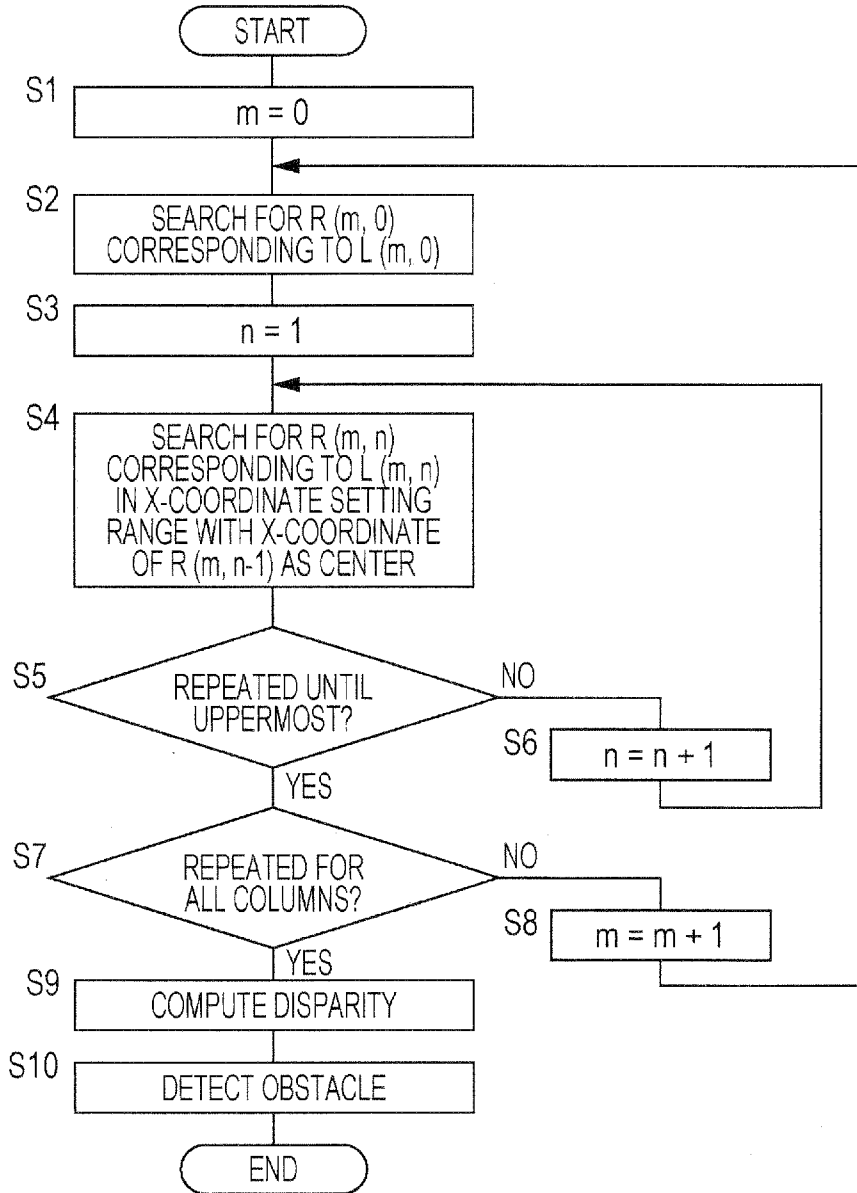 START
S1
m = 0
S2
SEARCH FOR R (m, 0)
CORRESPONDING TO L (m, 0)
S3
n = 1
S4
SEARCH FOR R (m, n)
CORRESPONDING TO L (m, n)
IN X-COORDINATE SETTING
RANGE WITH X-COORDINATE
OF R (m, n-1) AS CENTER
S5
REPEATED UNTIL
UPPERMOST?
NO
S6
n = n + 1
YES
S7
REPEATED FOR
ALL COLUMNS?
NO
S8
m = m + 1
YES
S9
COMPUTE DISPARITY
S10
DETECT OBSTACLE
END